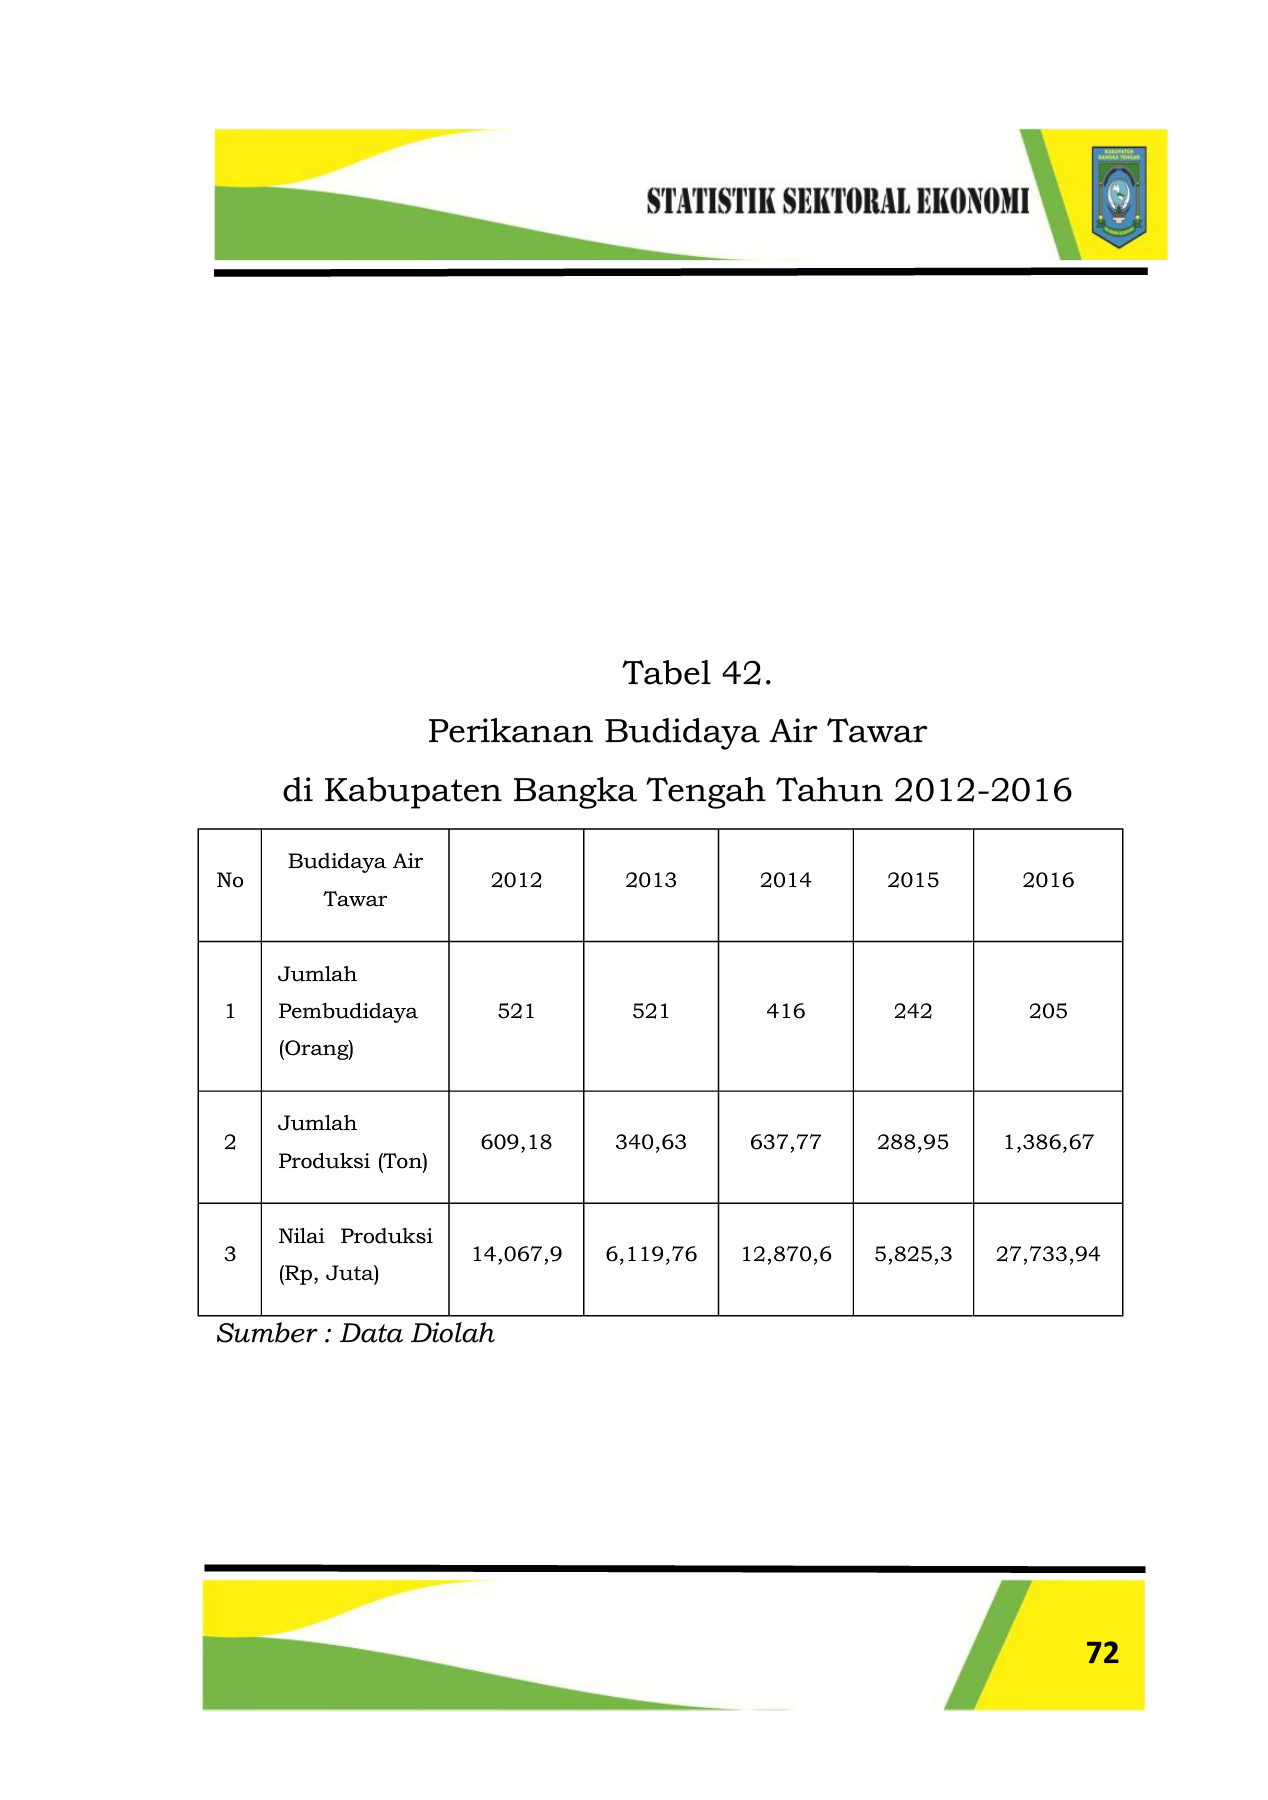 STATISTIK SEKTORAL EKONOMI
KABUPATEN
BANGKA TENGAH
Tabel 42.
Perikanan Budidaya Air Tawar
di Kabupaten Bangka Tengah Tahun 2012-2016
No Budidaya Air Tawar 2012 2013 2014 2015 2016
1 Jumlah Pembudidaya (Orang) 521 521 416 242 205
2 Jumlah Produksi (Ton) 609,18 340,63 637,77 288,95 1,386,67
3 Nilai Produksi (Rp, Juta) 14,067,9 6,119,76 12,870,6 5,825,3 27,733,94
Sumber : Data Diolah
72